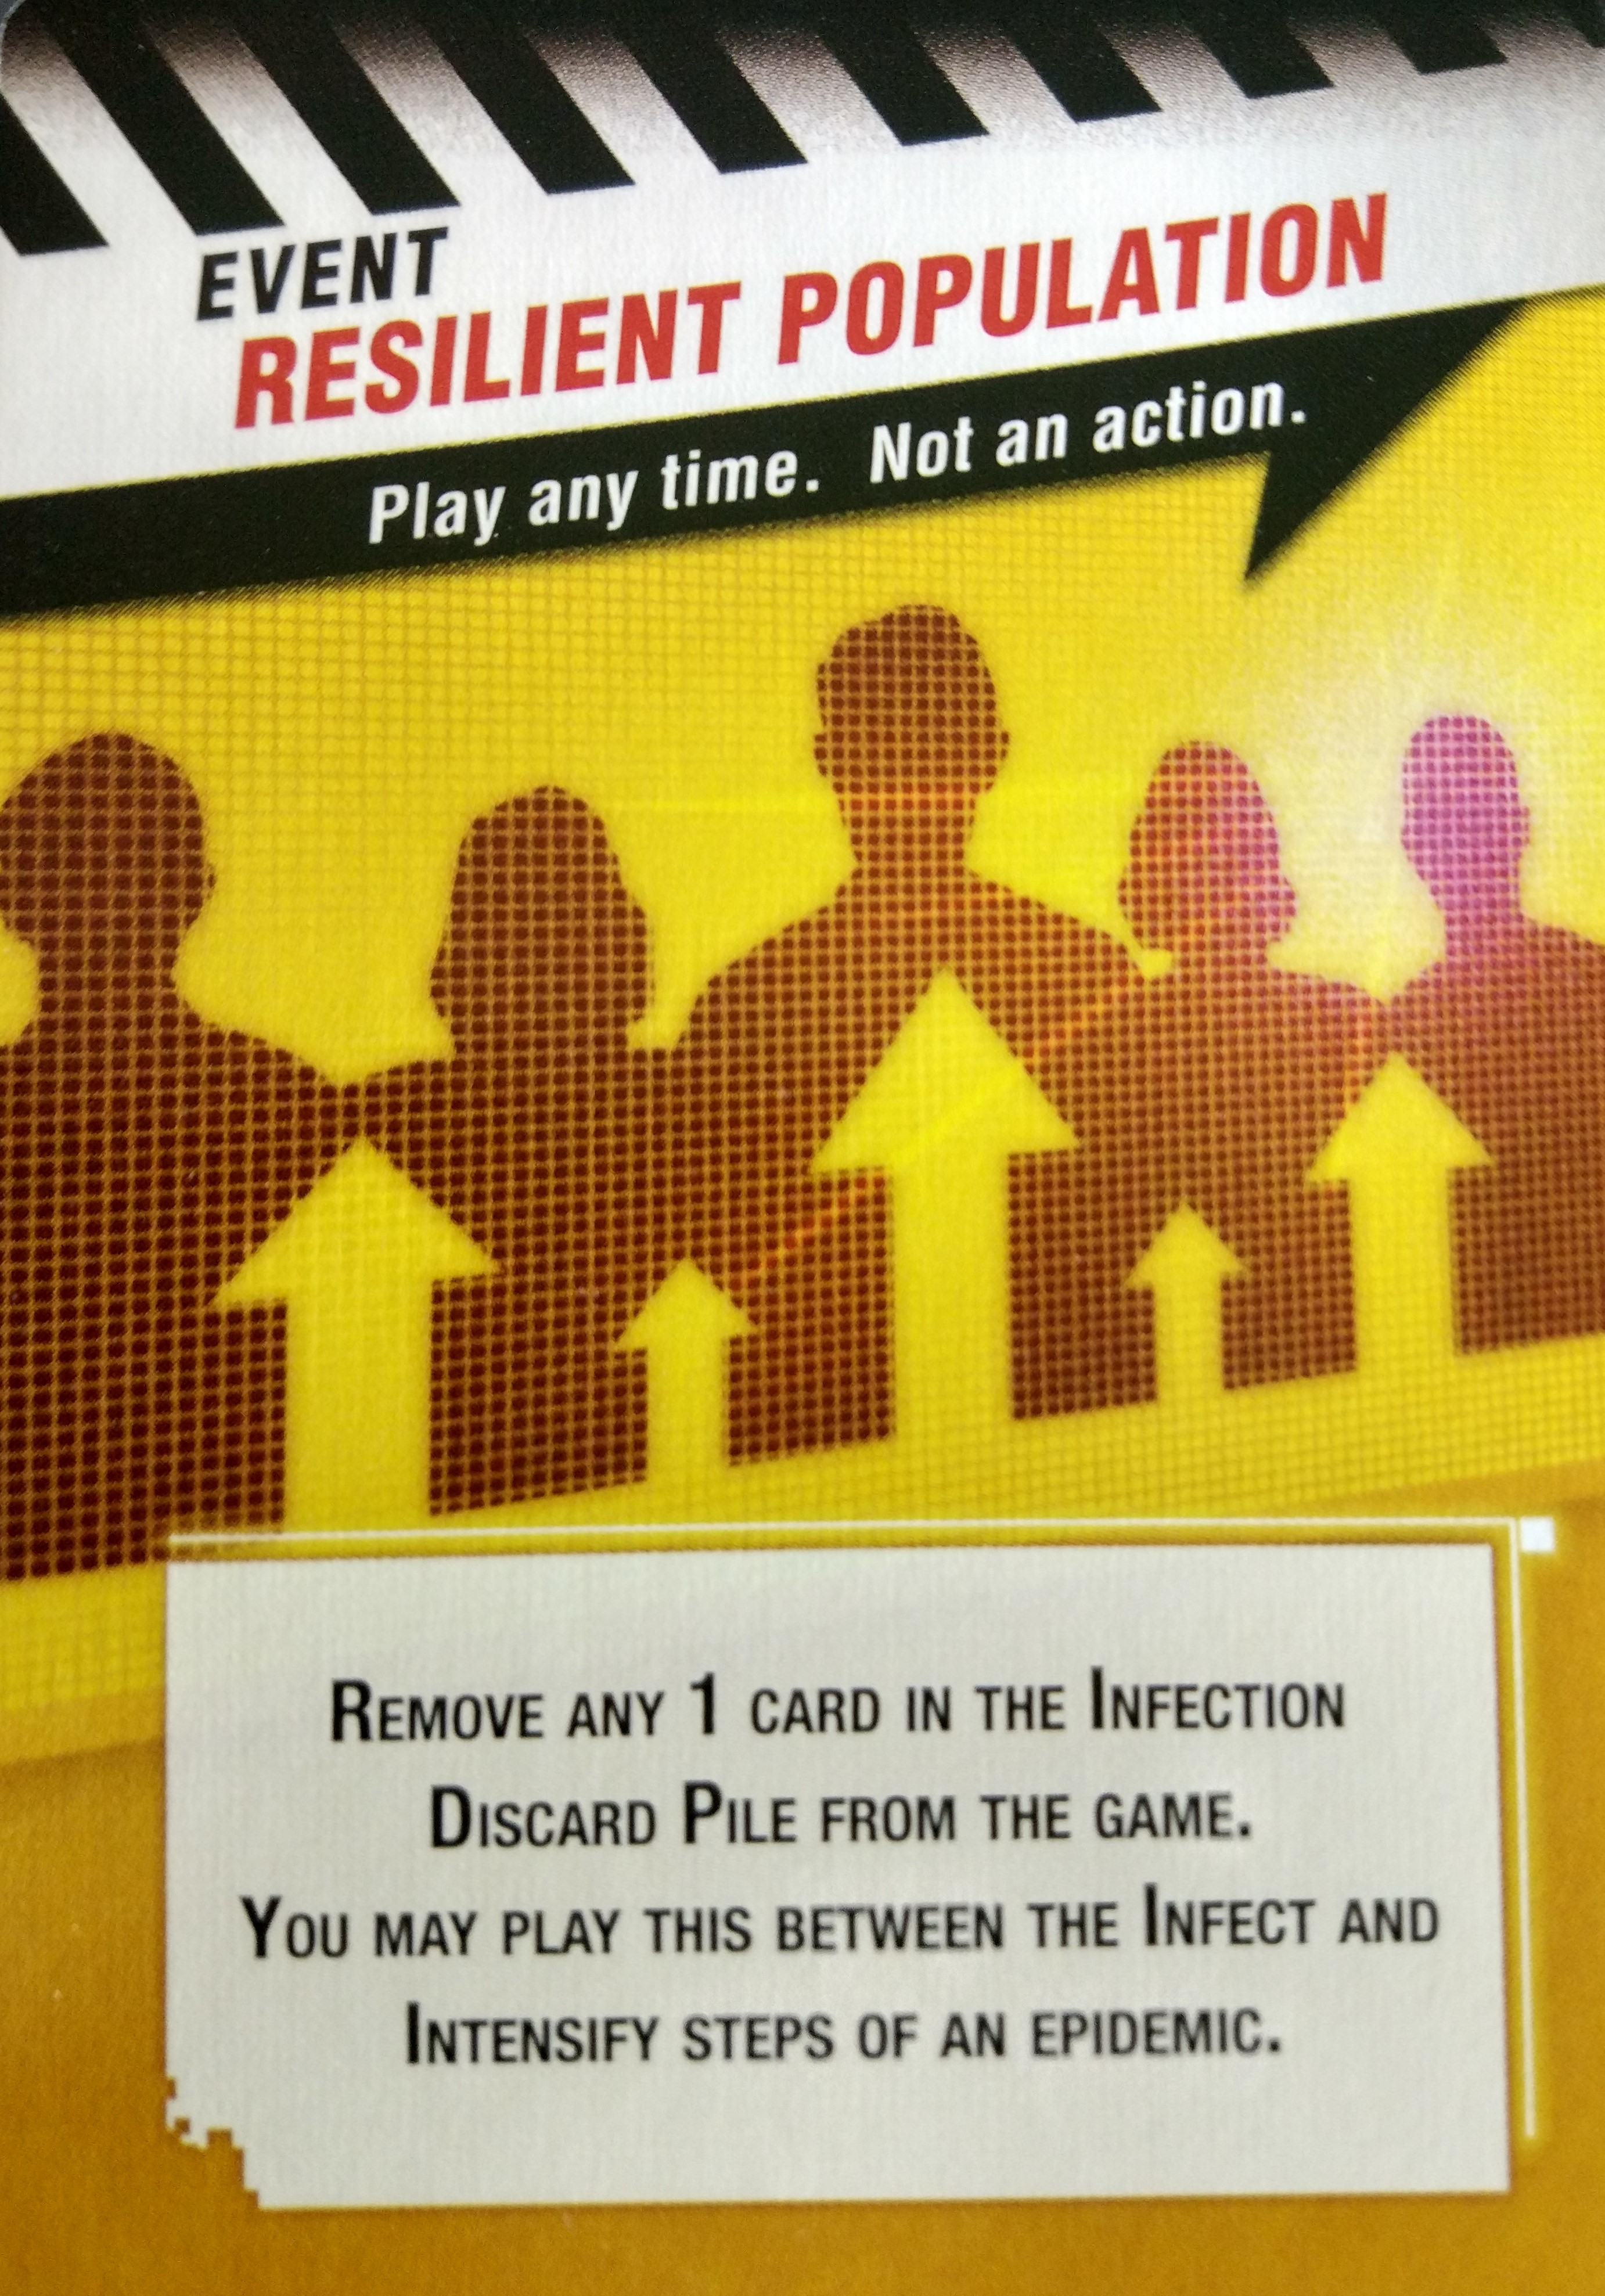 EVENT
RESILIENT POPULATION
Play any time. Not an action.
REMOVE ANY 1 CARD IN THE INFECTION
DISCARD PILE FROM THE GAME.
YOU MAY PLAY THIS BETWEEN THE INFECT AND
INTENSIFY STEPS OF AN EPIDEMIC.